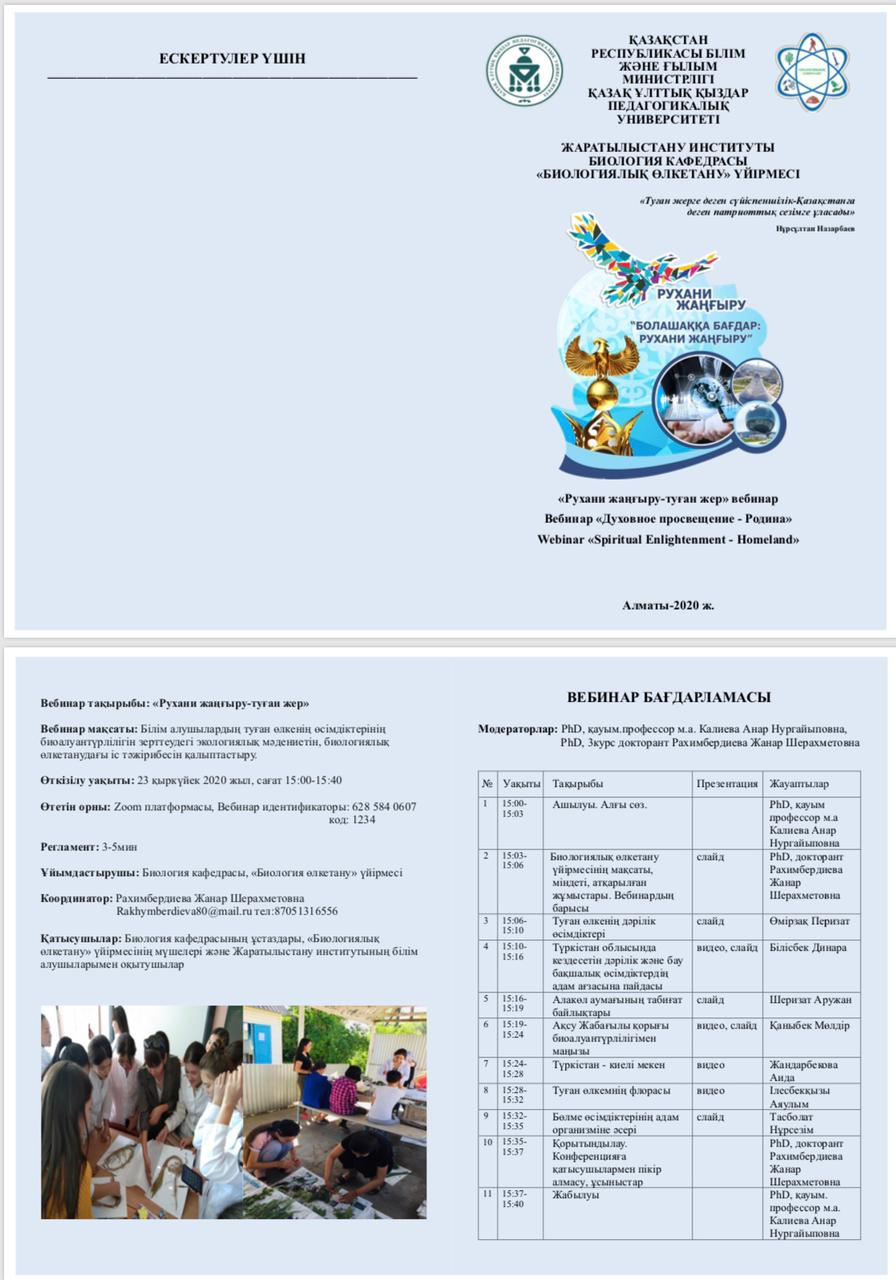 ЕСКЕРТУЛЕР ҮШІН
ҚАЗАҚСТАН
РЕСПУБЛИКАСЫ БІЛІМ
ЖӘНЕ ҒЫЛЫМ
МИНИСТРЛІГІ
ҚАЗАҚ ҰЛТТЫҚ ҚЫЗДАР
ПЕДАГОГИКАЛЫҚ
УНИВЕРСИТЕТІ
ЖАРАТЫЛЫСТАНУ ИНСТИТУТЫ
БИОЛОГИЯ КАФЕДРАСЫ
«БИОЛОГИЯЛЫҚ ӨЛКЕТАНУ» ҮЙІРМЕСІ
«Туған жерге деген сүйіспеншілік-Қазақстанға
деген патриоттық сезімге ұласады»
Нұрсұлтан Назарбаев
РУХАНИ
ЖАҢҒЫРУ
"БОЛАШАҚҚА БАҒДАР:
РУХАНИ ЖАҢҒЫРУ"
«Рухани жаңғыру-туған жер» вебинар
Вебинар «Духовное просвещение - Родина»
Webinar «Spiritual Enlightenment - Homeland»
Алматы-2020 ж.
Вебинар тақырыбы: «Рухани жаңғыру-туған жер»
Вебинар мақсаты: Білім алушылардың туған өлкенің өсімдіктерінің
биоалуантүрлілігін зерттеудегі экологиялық мәдениетін, биологиялық
өлкетанудағы іс тәжірибесін қалыптастыру.
Өткізілу уақыты: 23 қыркүйек 2020 жыл, сағат 15:00-15:40
Өтетін орны: Zoom платформасы, Вебинар идентификаторы: 628 584 0607
код: 1234
Регламент: 3-5мин
Ұйымдастырушы: Биология кафедрасы, «Биология өлкетану» үйірмесі
Координатор: Рахимбердиева Жанар Шерахметовна
Rakhymberdieva80@mail.ru тел:87051316556
Қатысушылар: Биология кафедрасының ұстаздары, «Биологиялық
өлкетану» үйірмесінің мүшелері және Жаратылыстану институтының білім
алушыларымен оқытушылар
ВЕБИНАР БАҒДАРЛАМАСЫ
Модераторлар: PhD, қауым.профессор м.а. Калиева Анар Нургайыповна,
PhD, 3курс докторант Рахимбердиева Жанар Шерахметовна
№ Уақыты Тақырыбы Презентация Жауаптылар
1 15:00- Ашылуы. Алғы сөз. PhD, қауым
15:03 профессор м.а
Калиева Анар
Нургайыповна
2 15:03- Биологиялық өлкетану слайд PhD, докторант
15:06 үйірмесінің мақсаты, Рахимбердиева
міндеті, атқарылған Жанар
жұмыстары. Вебинардың Шерахметовна
барысы
3 15:06- Туған өлкенің дәрілік слайд Өмірзақ Перизат
15:10 өсімдіктері
4 15:10- Түркістан облысында видео, слайд Білісбек Динара
15:16 кездесетін дәрілік және бау
бақшалық өсімдіктердің
адам ағзасына пайдасы
5 15:16- Алакөл аумағының табиғат слайд Шеризат Аружан
15:19 байлықтары
6 15:19- Ақсу Жабағылы қорығы видео, слайд Қаныбек Мөлдір
15:24 биоалуантүрлілігімен
маңызы
7 15:24- Түркістан - киелі мекен видео Жандарбекова
15:28 Аида
8 15:28- Туған өлкемнің флорасы видео Ілесбекқызы
15:32 Аяулым
9 15:32- Бөлме өсімдіктерінің адам слайд Тасболат
15:35 организміне әсері Нұрсезім
10 15:35- Қорытындылау. PhD, докторант
15:37 Конференцияға Рахимбердиева
қатысушылармен пікір Жанар
алмасу, ұсыныстар Шерахметовна
11 15:37- Жабылуы PhD, қауым.
15:40 профессор м.а.
Калиева Анар
Нургайыповна